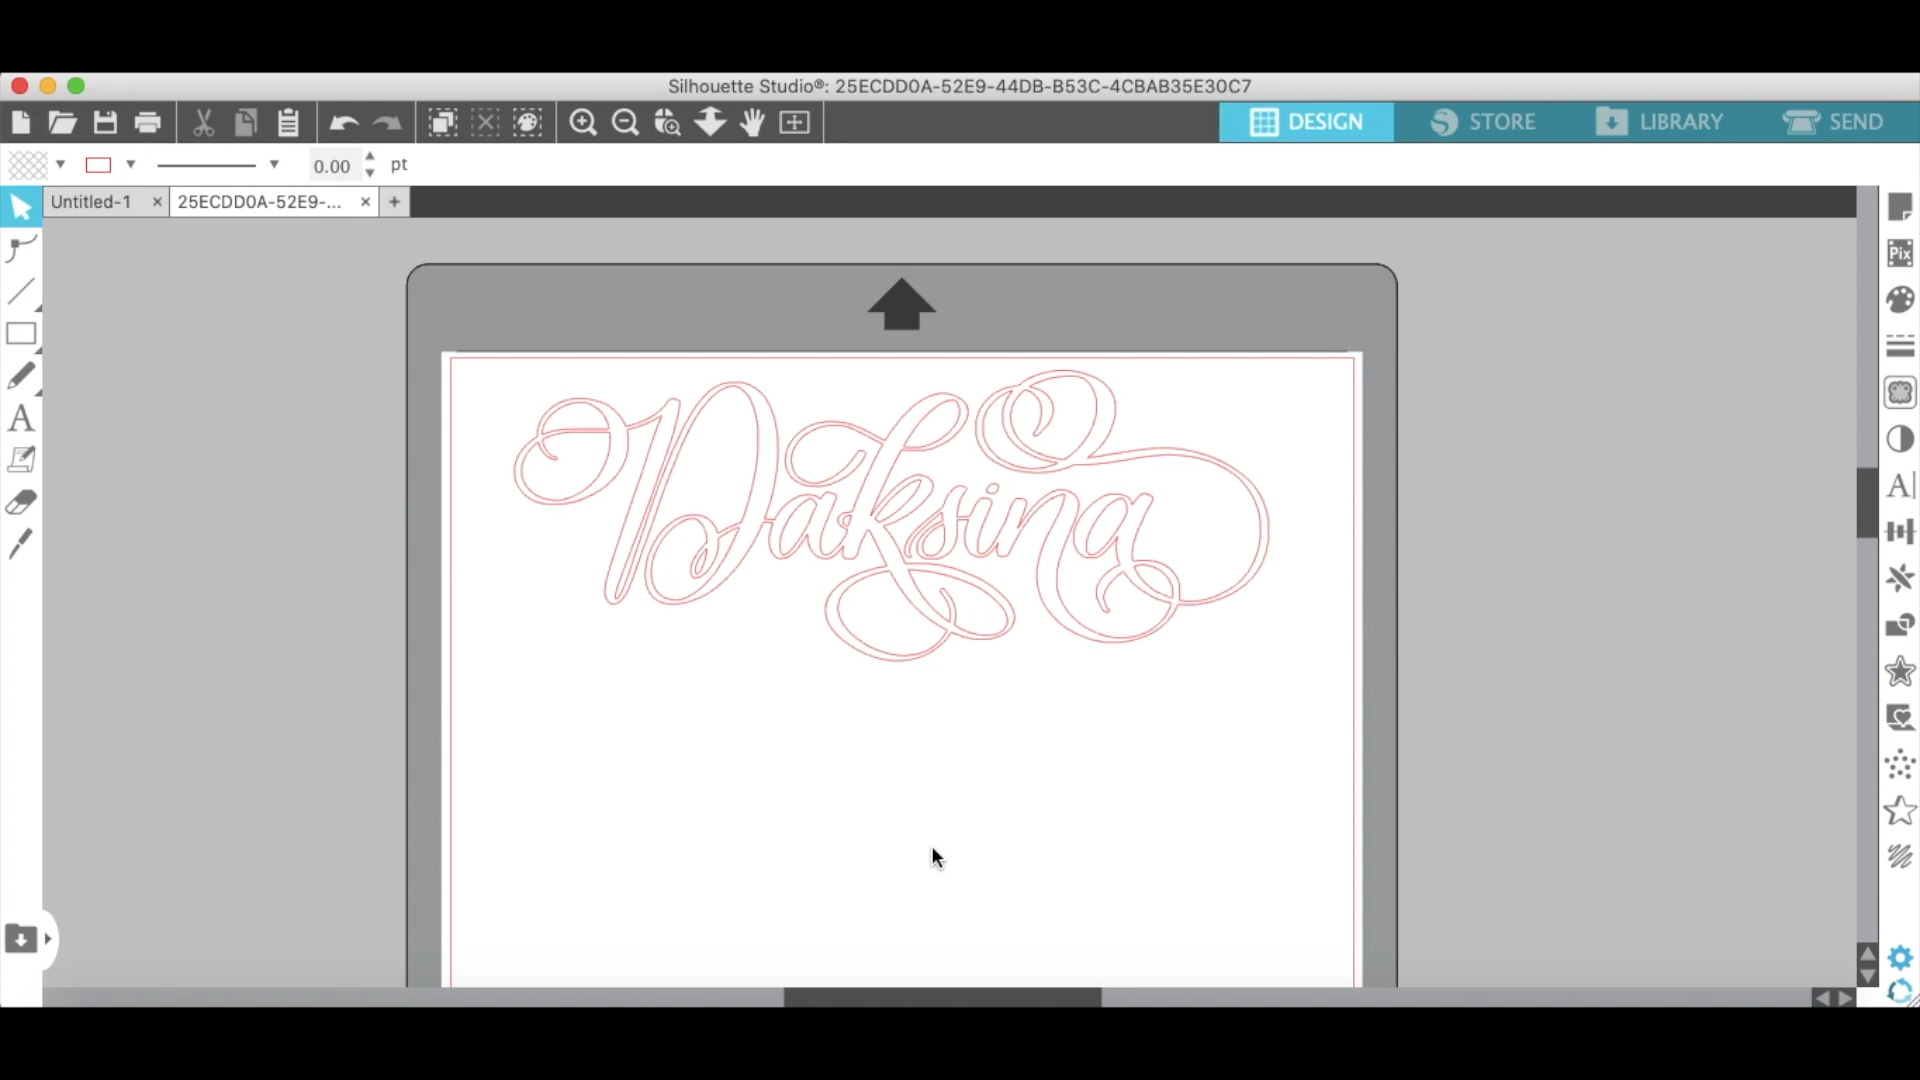 Silhouette Studio®: 25ECDD0A-52E9-44DB-B53C-4CBAB35E30C7
DESIGN STORE LIBRARY SEND
0.00 pt
Untitled-1 25ECDD0A-52E9-...
Pix
Daksina